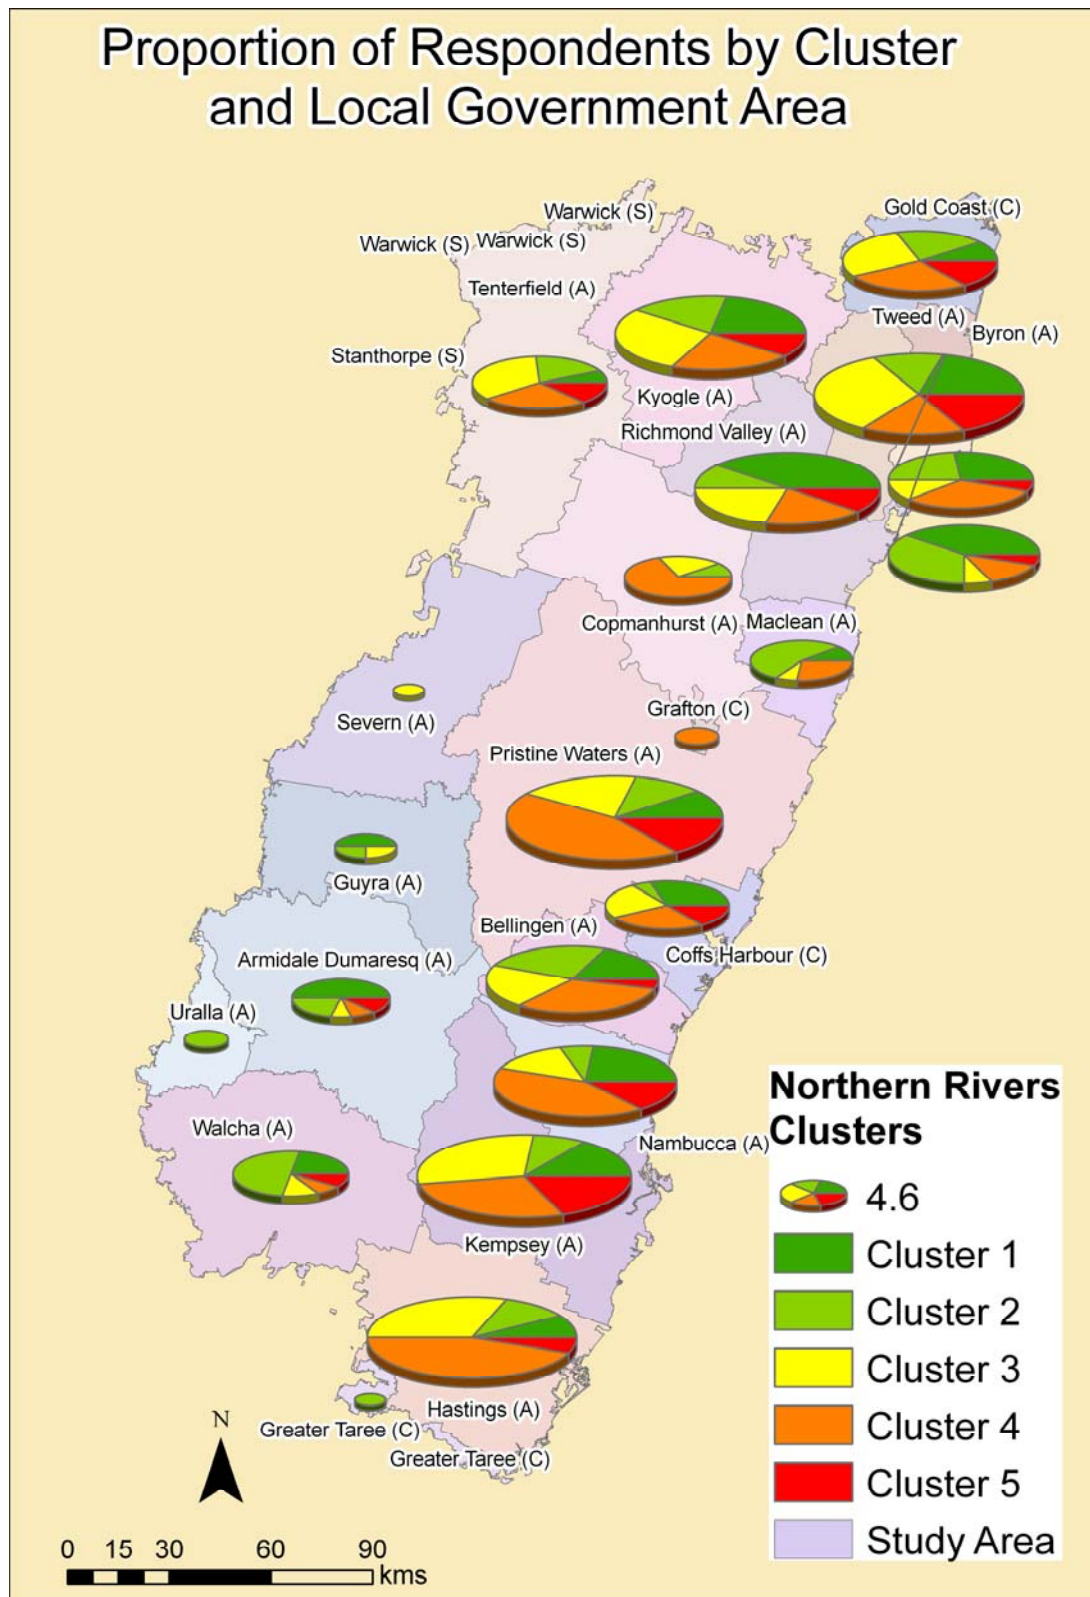 Proportion of Respondents by Cluster
and Local Government Area
Warwick (S)
Gold Coast (C)
Warwick (S)
Warwick (S)
Tenterfield (A)
Tweed (A)
Byron (A)
Stanthorpe (S)
Kyogle (A)
Richmond Valley (A)
Copmanhurst (A)
Maclean (A)
Severn (A)
Grafton (C)
Pristine Waters (A)
Guyra (A)
Bellingen (A)
Coffs Harbour (C)
Armidale Dumaresq (A)
Uralla (A)
Walcha (A)
Nambucca (A)
Kempsey (A)
Hastings (A)
Greater Taree (C)
Greater Taree (C)
Northern Rivers
Clusters
4.6
Cluster 1
Cluster 2
Cluster 3
Cluster 4
Cluster 5
Study Area
N
0 15 30 60 90
kms